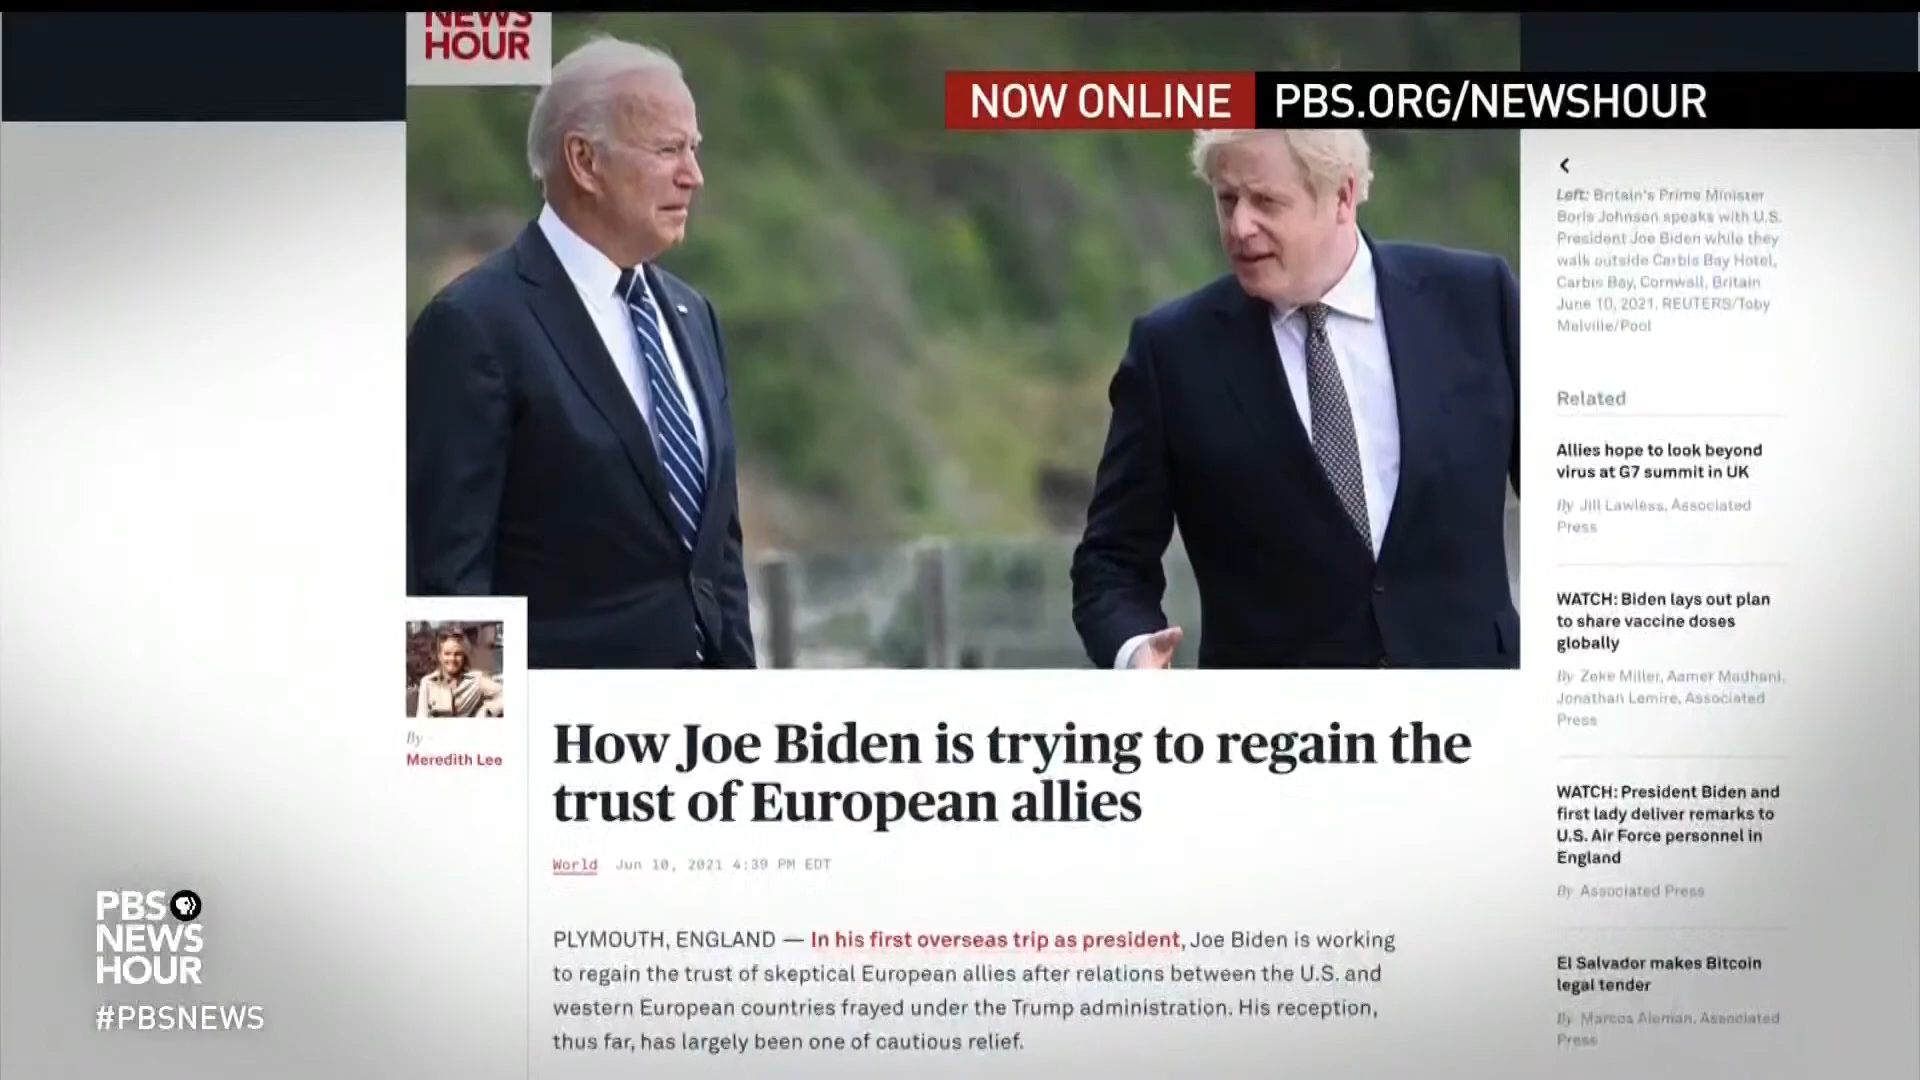 NEWS
HOUR
NOW ONLINE PBS.ORG/NEWSHOUR
Left: Britain's Prime Minister
Boris Johnson speaks with U.S.
President Joe Biden while they
walk outside Carbis Bay Hotel,
Carbis Bay, Cornwall, Britain
June 10, 2021. REUTERS/Toby
Melville/Pool
Related
Allies hope to look beyond
virus at G7 summit in UK
By Jill Lawless, Associated
Press
WATCH: Biden lays out plan
to share vaccine doses
globally
By Zeke Miller, Aamer Madhani,
Jonathan Lemire, Associated
Press
WATCH: President Biden and
first lady deliver remarks to
U.S. Air Force personnel in
England
By Associated Press
El Salvador makes Bitcoin
legal tender
By Marcos Aleman, Associated
Press
By -
Meredith Lee
How Joe Biden is trying to regain the
trust of European allies
World Jun 10, 2021 4:39 PM EDT
PLYMOUTH, ENGLAND — In his first overseas trip as president, Joe Biden is working
to regain the trust of skeptical European allies after relations between the U.S. and
western European countries frayed under the Trump administration. His reception,
thus far, has largely been one of cautious relief.
PBS
NEWS
HOUR
#PBSNEWS